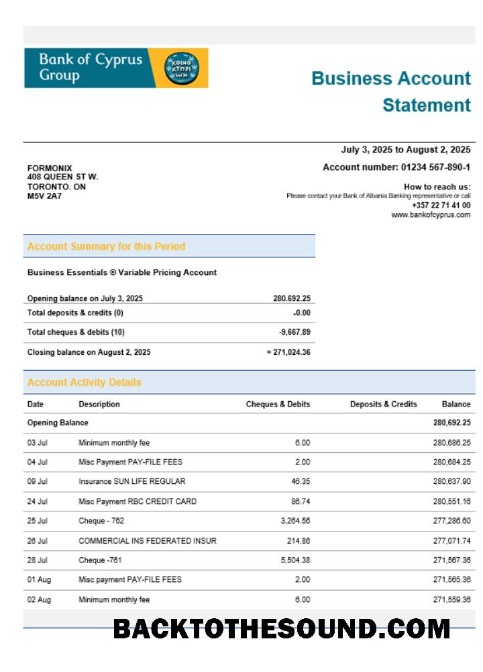 Bank of Cyprus
Group
ΚΟΙΝΟ
ΚΥΠΡΙ
ωΝ
Business Account
Statement
July 3, 2025 to August 2, 2025
Account number: 01234 567-890-1
FORMONIX
408 QUEEN ST W.
TORONTO. ON
M5V 2A7
How to reach us:
Please contact your Bank of Albania Banking representative or call
+357 22 71 41 00
www.bankofcyprus.com
Account Summary for this Period
Business Essentials ® Variable Pricing Account
Opening balance on July 3, 2025 280.692.25
Total deposits & credits (0) .0.00
Total cheques & debits (10) -9,667.89
Closing balance on August 2, 2025 = 271,024.36
Account Activity Details
Date Description Cheques & Debits Deposits & Credits Balance
Opening Balance 280,692.25
03 Jul Minimum monthly fee 6.00 280,686.25
04 Jul Misc Payment PAY-FILE FEES 2.00 280,684.25
09 Jul Insurance SUN LIFE REGULAR 46.35 280,637.90
24 Jul Misc Payment RBC CREDIT CARD 86.74 280,551.16
25 Jul Cheque - 762 3,264.56 277,286.60
26 Jul COMMERCIAL INS FEDERATED INSUR 214.86 277,071.74
28 Jul Cheque -761 5,504.38 271,567.36
01 Aug Misc payment PAY-FILE FEES 2.00 271,565.36
02 Aug Minimum monthly fee 6.00 271,559.36
BACKTOTHESOUND.COM